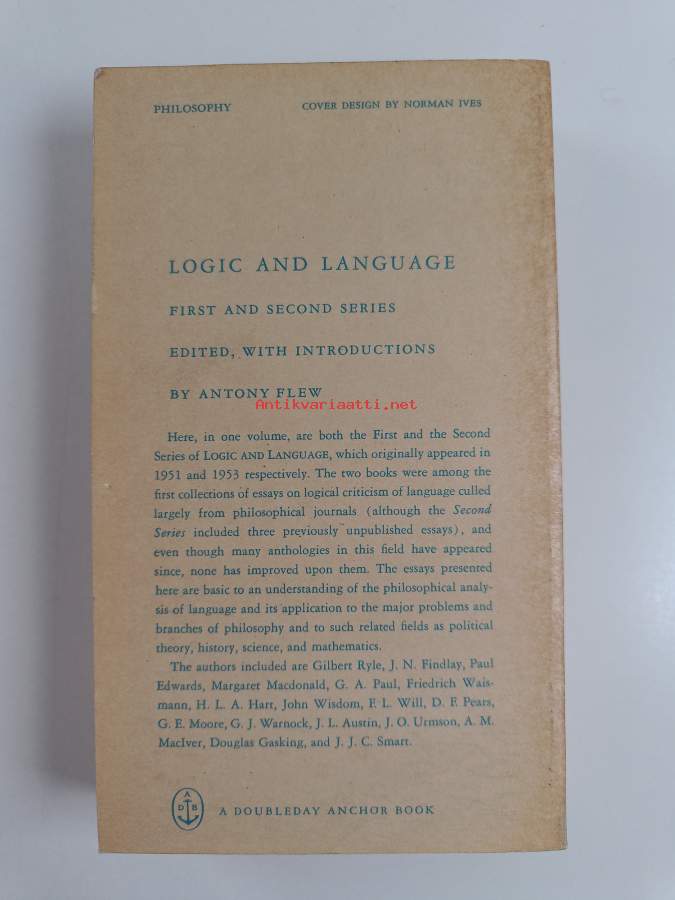 PHILOSOPHY COVER DESIGN BY NORMAN IVES
LOGIC AND LANGUAGE
FIRST AND SECOND SERIES
EDITED, WITH INTRODUCTIONS
BY ANTONY FLEW
Antikvariaatti.net
Here, in one volume, are both the First and the Second
Series of LOGIC AND LANGUAGE, which originally appeared in
1951 and 1953 respectively. The two books were among the
first collections of essays on logical criticism of language culled
largely from philosophical journals (although the Second
Series included three previously unpublished essays), and
even though many anthologies in this field have appeared
since, none has improved upon them. The essays presented
here are basic to an understanding of the philosophical analy-
sis of language and its application to the major problems and
branches of philosophy and to such related fields as political
theory, history, science, and mathematics.
The authors included are Gilbert Ryle, J. N. Findlay, Paul
Edwards, Margaret Macdonald, G. A. Paul, Friedrich Wais-
mann, H. L. A. Hart, John Wisdom, F. L. Will, D. F. Pears,
G. E. Moore, G. J. Warnock, J. L. Austin, J. O. Urmson, A. M.
MacIver, Douglas Gasking, and J. J. C. Smart.
A
D B
A DOUBLEDAY ANCHOR BOOK